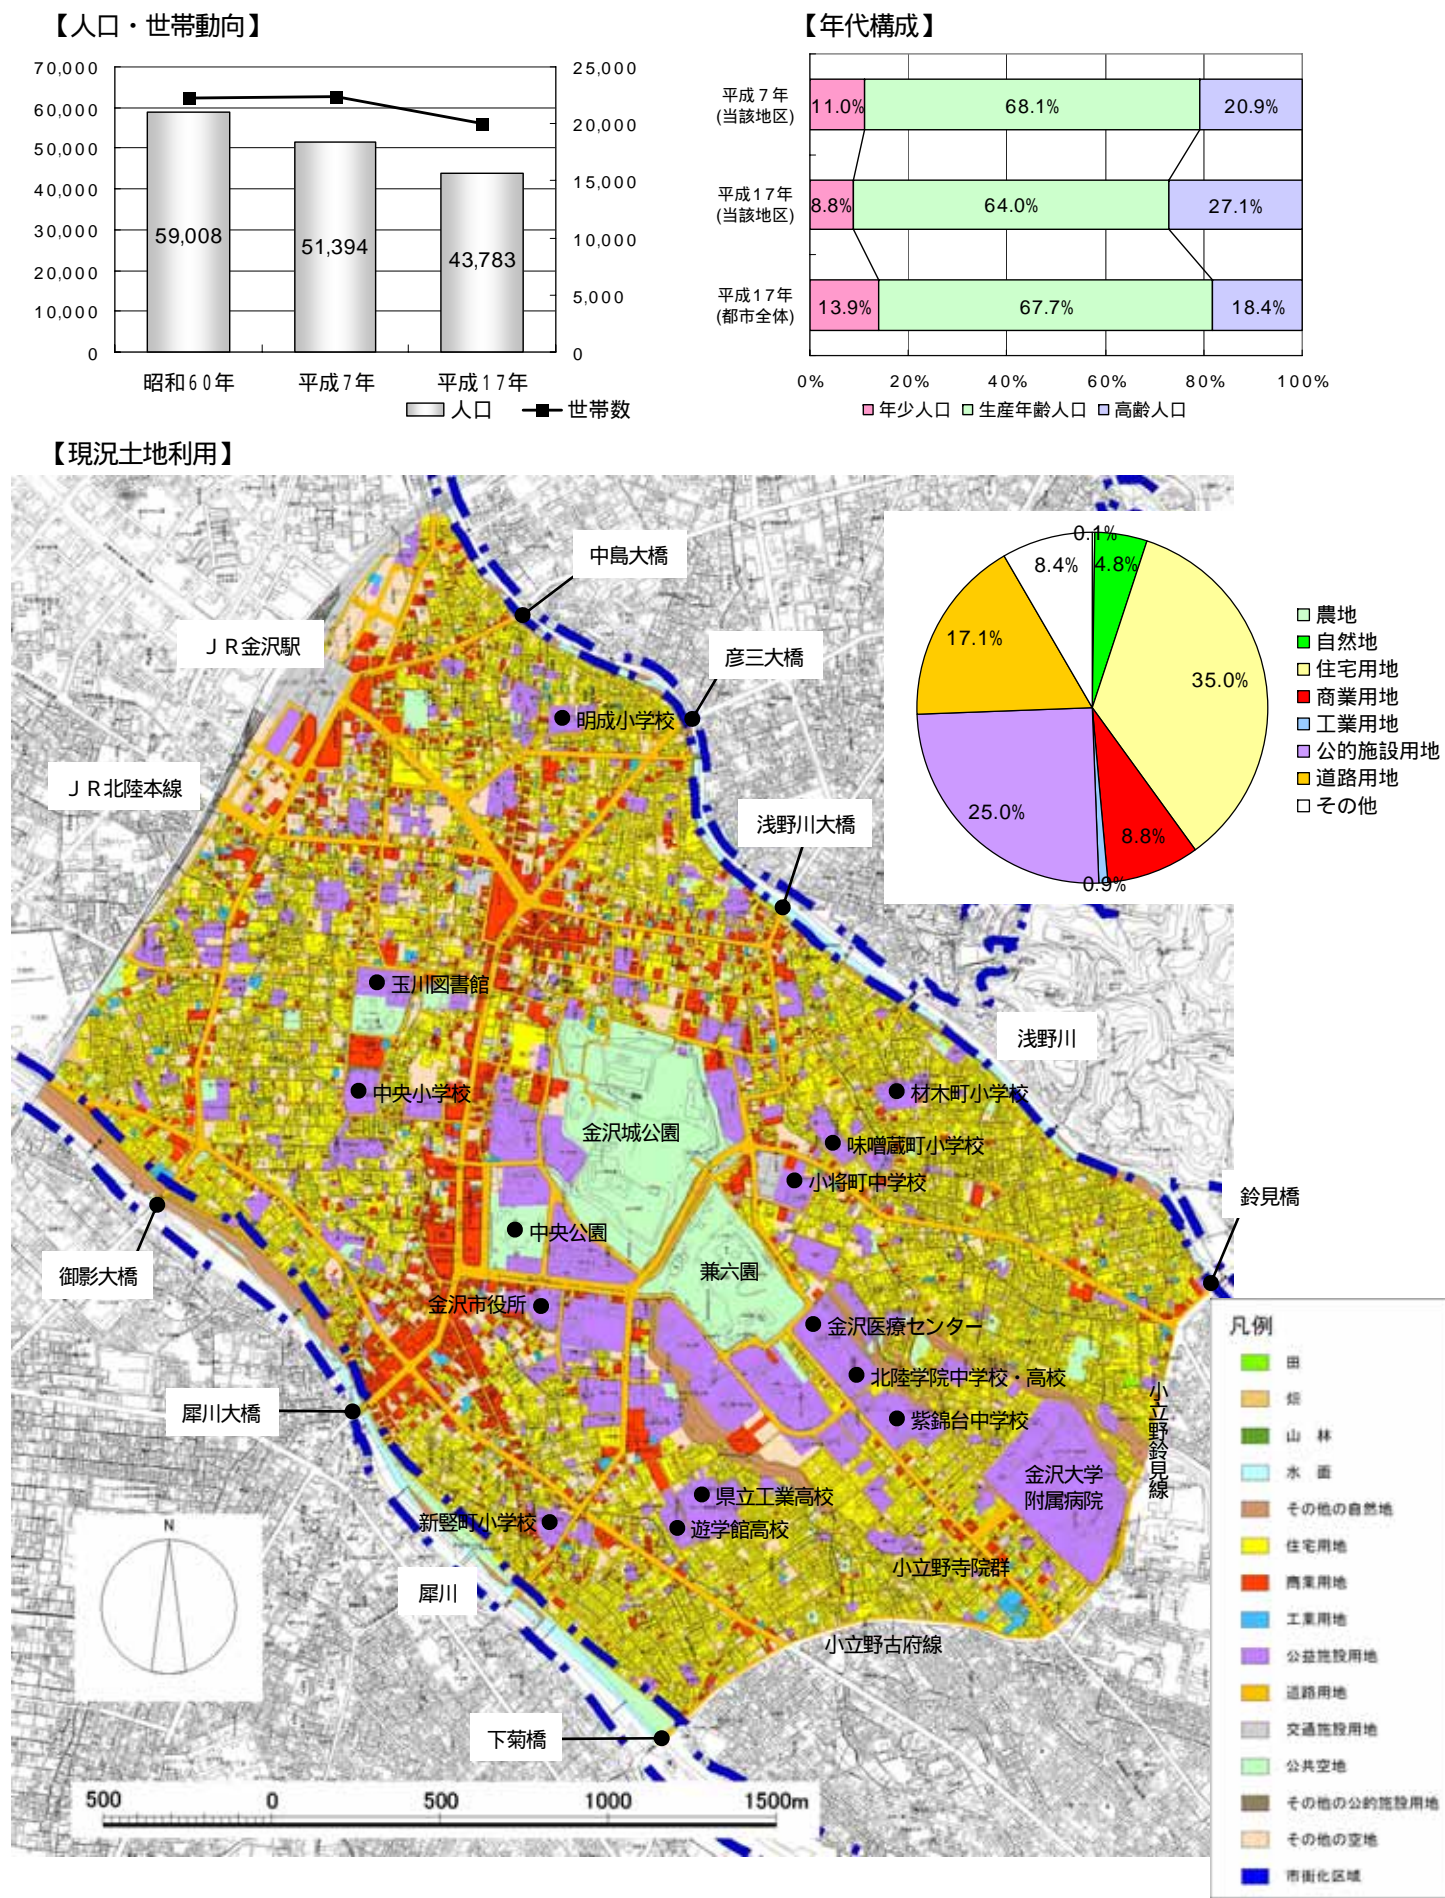 【人口・世帯動向】
70,000
60,000
50,000
40,000
30,000
20,000
10,000
0
25,000
20,000
15,000
10,000
5,000
0
59,008
51,394
43,783
昭和60年
平成7年
平成17年
人口
世帯数
【年代構成】
平成7年
(当該地区)
11.0%
68.1%
20.9%
平成17年
(当該地区)
8.8%
64.0%
27.1%
平成17年
(都市全体)
13.9%
67.7%
18.4%
0%
20%
40%
60%
80%
100%
年少人口
生産年齢人口
高齢人口
【現況土地利用】
0.1%
4.8%
35.0%
8.8%
0.9%
25.0%
17.1%
8.4%
農地
自然地
住宅用地
商業用地
工業用地
公的施設用地
道路用地
その他
中島大橋
JR金沢駅
彦三大橋
明成小学校
JR北陸本線
浅野川大橋
玉川図書館
浅野川
中央小学校
材木町小学校
金沢城公園
味噌蔵町小学校
小将町中学校
鈴見橋
中央公園
御影大橋
兼六園
金沢市役所
金沢医療センター
北陸学院中学校・高校
犀川大橋
紫錦台中学校
小立野鈴見線
金沢大学
附属病院
県立工業高校
新竪町小学校
遊学館高校
小立野寺院群
犀川
小立野古府線
下菊橋
N
500
0
500
1000
1500m
凡例
田
畑
山 林
水 面
その他の自然地
住宅用地
商業用地
工業用地
公益施設用地
道路用地
交通施設用地
公共空地
その他の公的施設用地
その他の空地
市街化区域